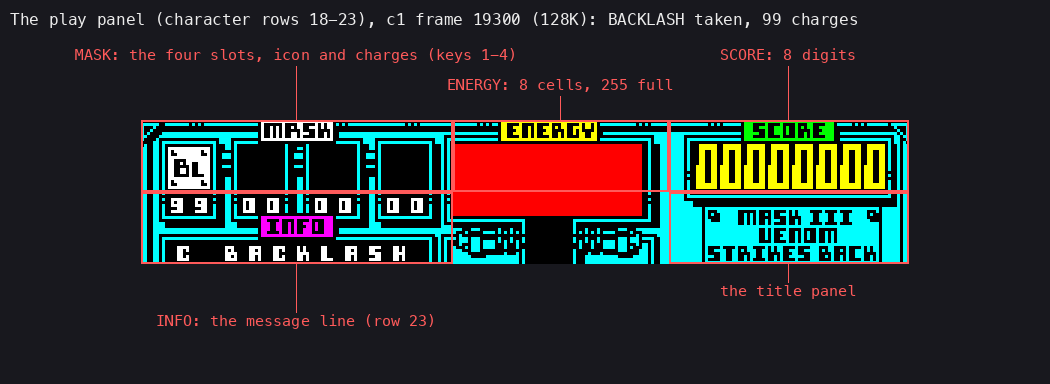 The play panel (character rows 18–23), c1 frame 19300 (128K): BACKLASH taken, 99 charges
MASK: the four slots, icon and charges (keys 1–4)
SCORE: 8 digits
ENERGY: 8 cells, 255 full
MASK
ENERGY
SCORE
BL
00000000
99 00 00 00
INFO
MASK III
VENOM
STRIKES BACK
C BACKLASH
the title panel
INFO: the message line (row 23)